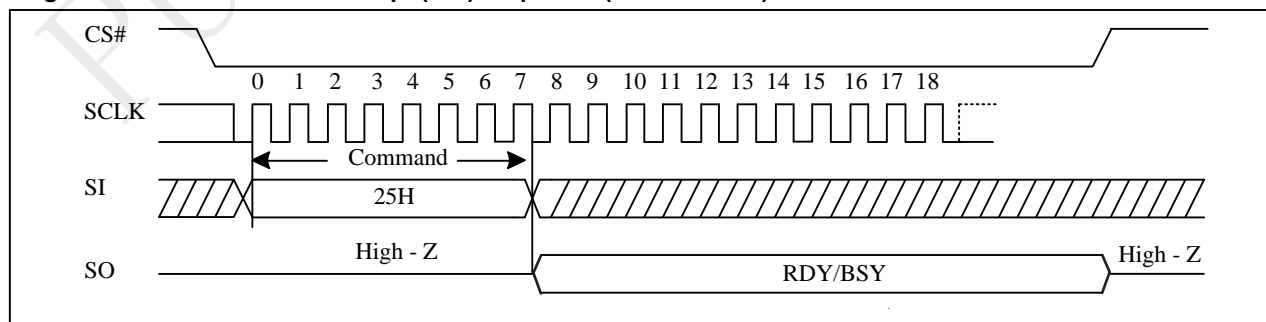 CS#
0 1 2 3 4 5 6 7 8 9 10 11 12 13 14 15 16 17 18
SCLK
Command
SI
25H
High - Z
High - Z
SO
RDY/BSY